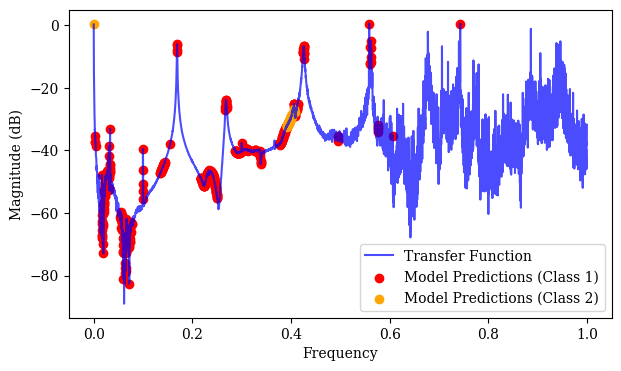 0
−20
−40
−60
−80
Magnitude (dB)
Transfer Function
Model Predictions (Class 1)
Model Predictions (Class 2)
0.0 0.2 0.4 0.6 0.8 1.0
Frequency